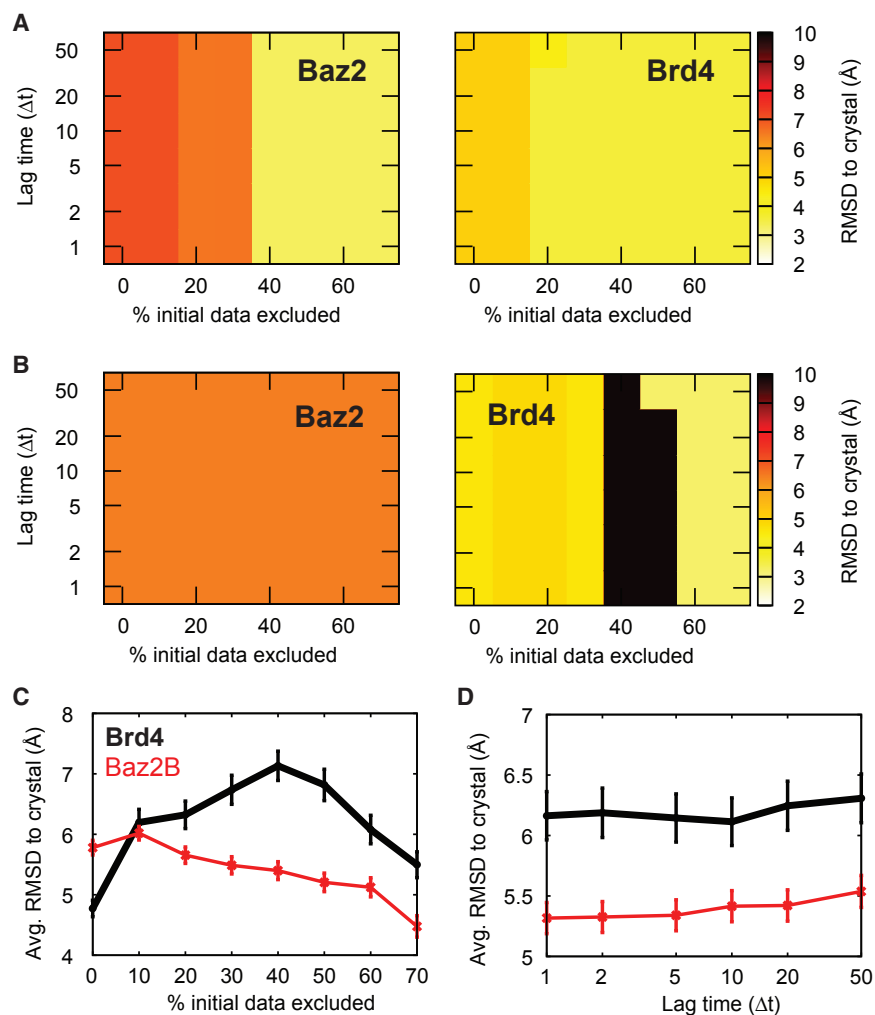 A
Baz2
Brd4
Lag time (Δt)
50
20
10
5
2
1
0 20 40 60
% initial data excluded
0 20 40 60
% initial data excluded
10
9
8
7
6
5
4
3
2
RMSD to crystal (Å)
B
Baz2
Brd4
Lag time (Δt)
50
20
10
5
2
1
0 20 40 60
% initial data excluded
0 20 40 60
% initial data excluded
10
9
8
7
6
5
4
3
2
RMSD to crystal (Å)
C
Brd4
Baz2B
Avg. RMSD to crystal (Å)
8
7
6
5
4
0 10 20 30 40 50 60 70
% initial data excluded
D
Avg. RMSD to crystal (Å)
7
6.5
6
5.5
5
1 2 5 10 20 50
Lag time (Δt)